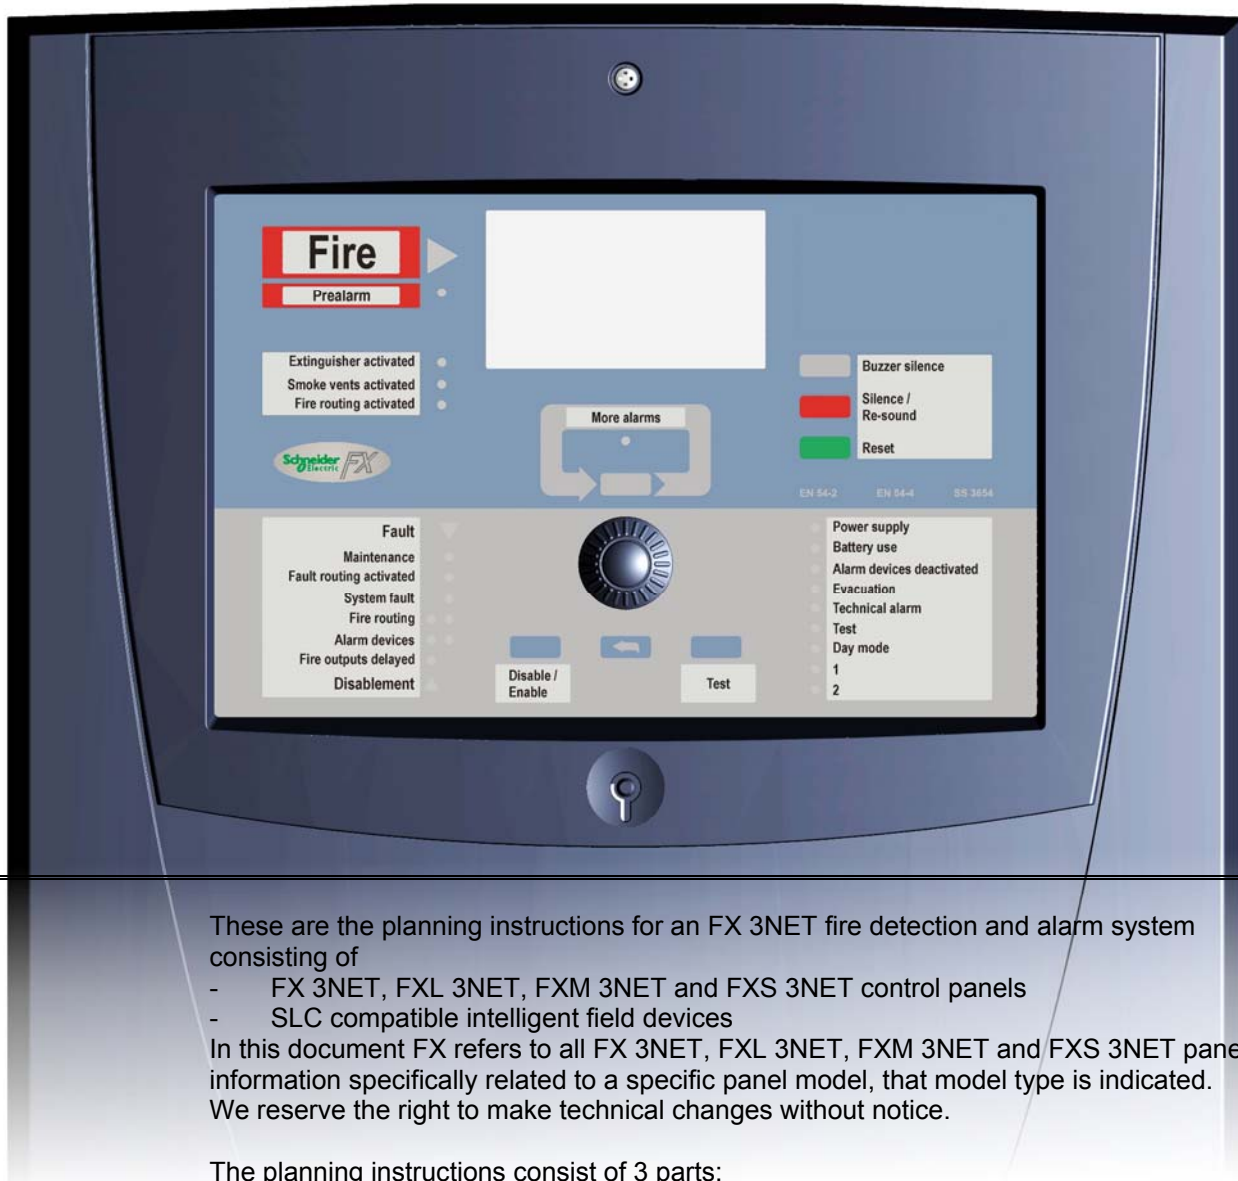 Fire
Prealarm
Extinguisher activated
Smoke vents activated
Fire routing activated
Schneider
Electric
FX
More alarms
Buzzer silence
Silence /
Re-sound
Reset
EN 54-2 EN 54-4 SS 3654
Fault
Maintenance
Fault routing activated
System fault
Fire routing
Alarm devices
Fire outputs delayed
Disablement
Disable /
Enable
Test
Power supply
Battery use
Alarm devices deactivated
Evacuation
Technical alarm
Test
Day mode
1
2
These are the planning instructions for an FX 3NET fire detection and alarm system
consisting of
- FX 3NET, FXL 3NET, FXM 3NET and FXS 3NET control panels
- SLC compatible intelligent field devices
In this document FX refers to all FX 3NET, FXL 3NET, FXM 3NET and FXS 3NET pane
information specifically related to a specific panel model, that model type is indicated.
We reserve the right to make technical changes without notice.
The planning instructions consist of 3 parts: